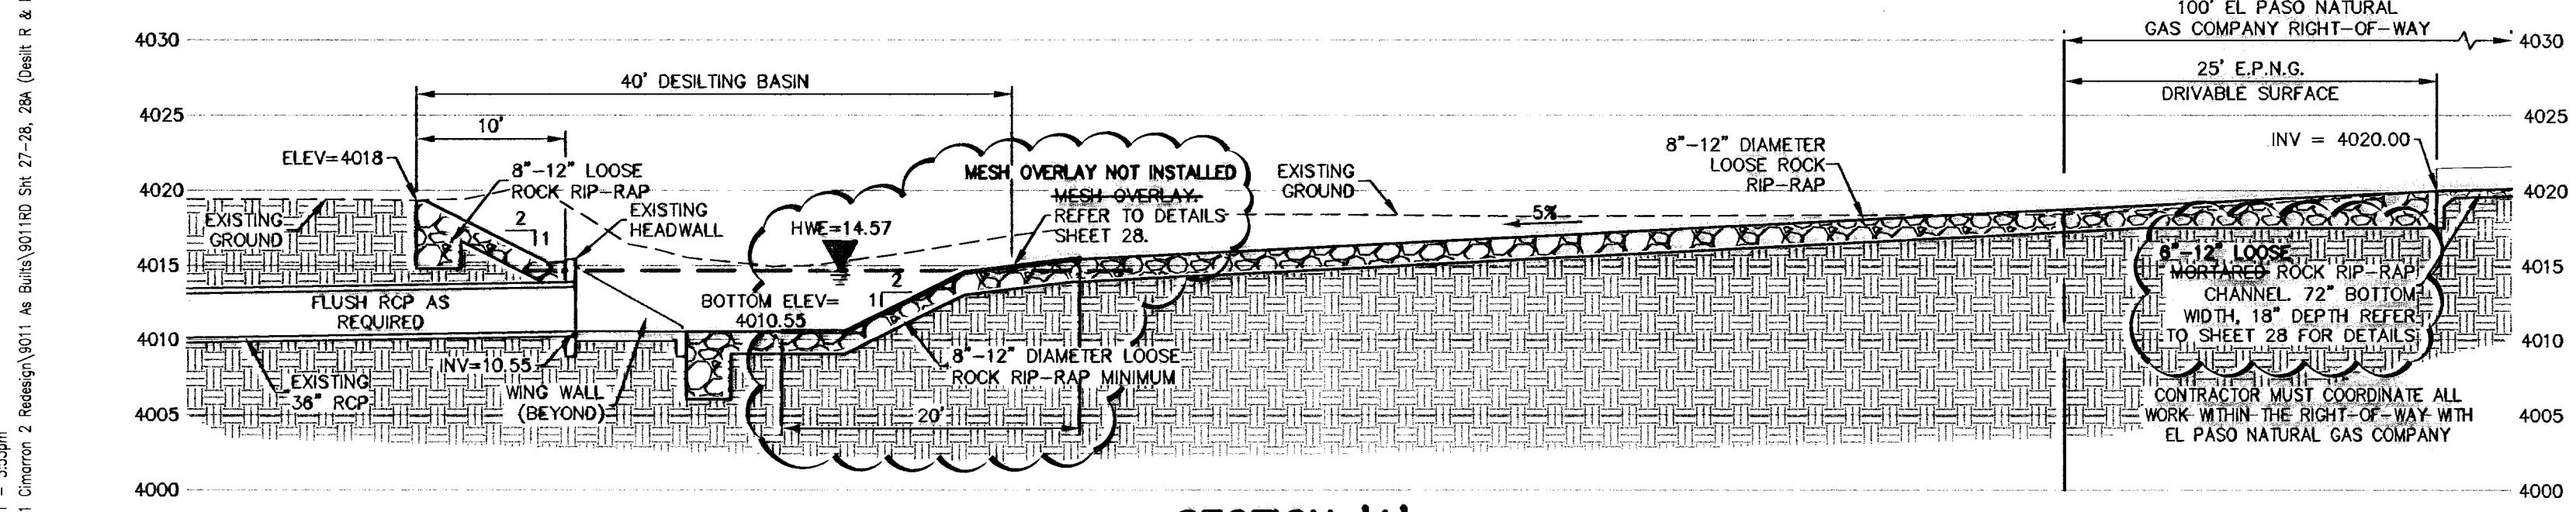 1 Cimarron 2 Redesign\9011 As Builts\9011RD Sht 27-28, 28A (Desilt R &
3:53pm
100' EL PASO NATURAL
GAS COMPANY RIGHT-OF-WAY
4030
4030
40' DESILTING BASIN
25' E.P.N.G.
DRIVABLE SURFACE
4025
4025
10'
INV = 4020.00
ELEV=4018
8"-12" LOOSE
ROCK RIP-RAP
MESH OVERLAY NOT INSTALLED
MESH OVERLAY.
REFER TO DETAILS
SHEET 28.
EXISTING
GROUND
8"-12" DIAMETER
LOOSE ROCK
RIP-RAP
4020
4020
EXISTING
GROUND
2
1
EXISTING
HEADWALL
HWE=14.57
5%
4015
4015
8"-12" LOOSE
MORTARED ROCK RIP-RAP
CHANNEL. 72" BOTTOM
WIDTH, 18" DEPTH REFER
TO SHEET 28 FOR DETAILS
FLUSH RCP AS
REQUIRED
BOTTOM ELEV=
4010.55
2
1
4010
4010
INV=10.55
8"-12" DIAMETER LOOSE
ROCK RIP-RAP MINIMUM
EXISTING
36" RCP
WING WALL
(BEYOND)
20'
4005
4005
CONTRACTOR MUST COORDINATE ALL
WORK WITHIN THE RIGHT-OF-WAY WITH
EL PASO NATURAL GAS COMPANY
4000
4000